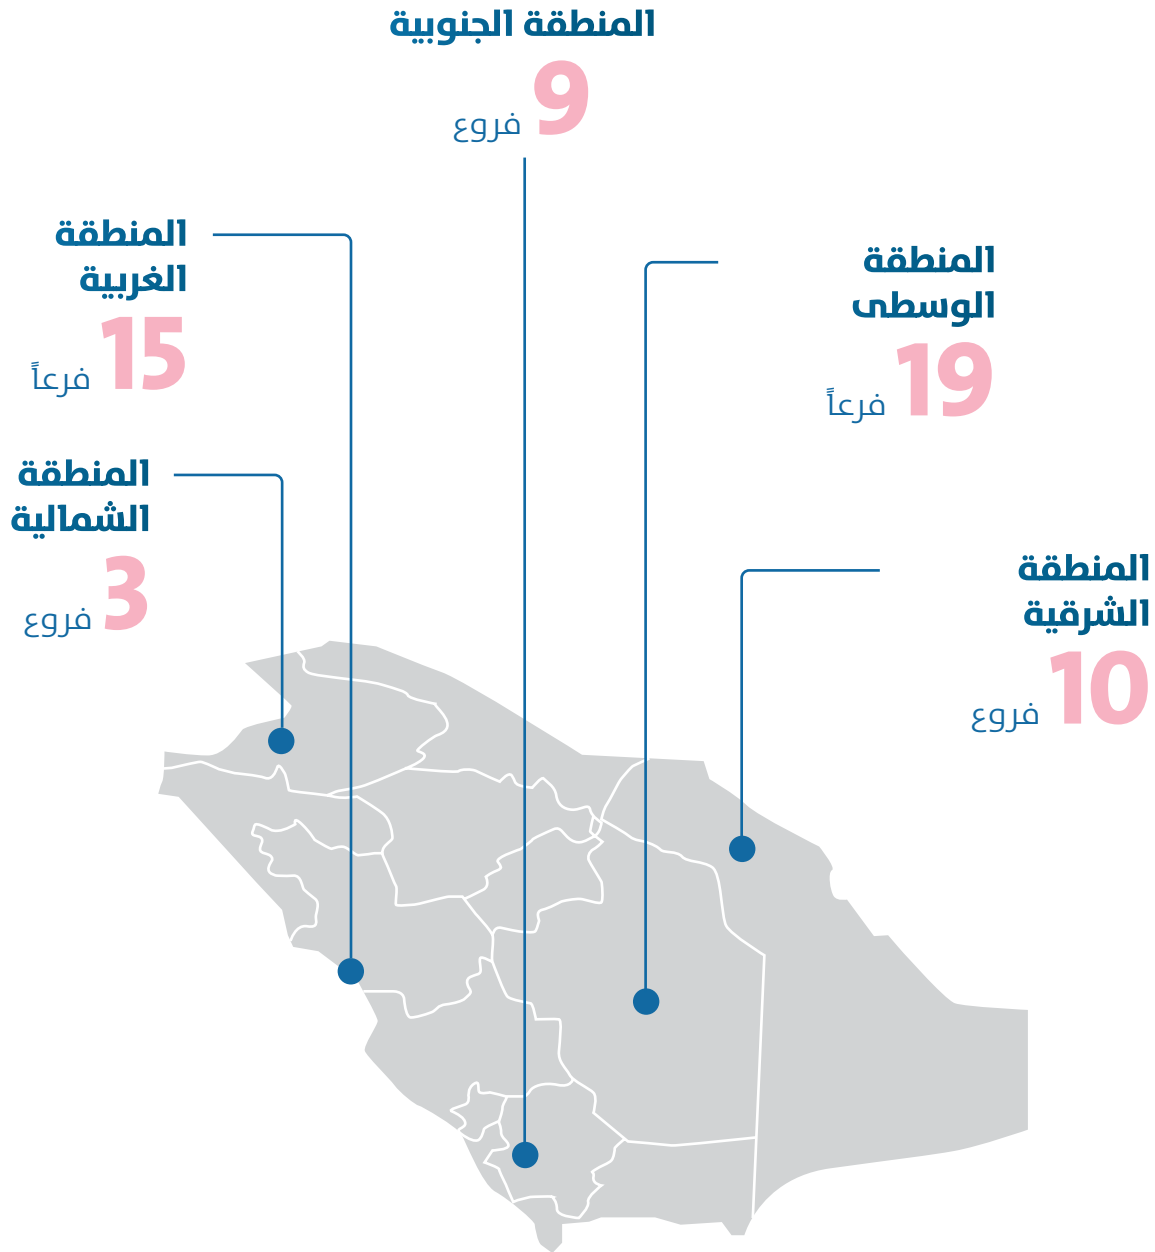 المنطقة الجنوبية
9 فروع
المنطقة
الوسطى
19 فرعاً
المنطقة
الشرقية
10 فروع
المنطقة
الغربية
15 فرعاً
المنطقة
الشمالية
3 فروع